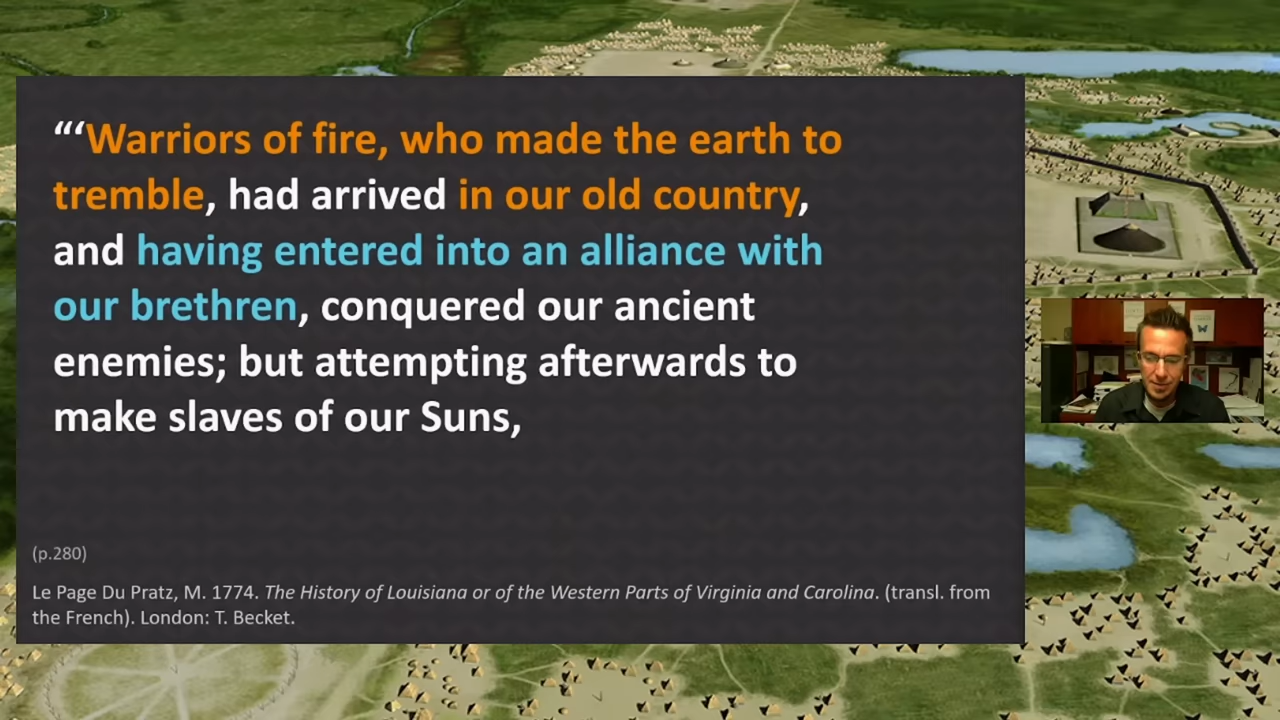 “‘Warriors of fire, who made the earth to
tremble, had arrived in our old country,
and having entered into an alliance with
our brethren, conquered our ancient
enemies; but attempting afterwards to
make slaves of our Suns,
(p.280)
Le Page Du Pratz, M. 1774. The History of Louisiana or of the Western Parts of Virginia and Carolina. (transl. from
the French). London: T. Becket.